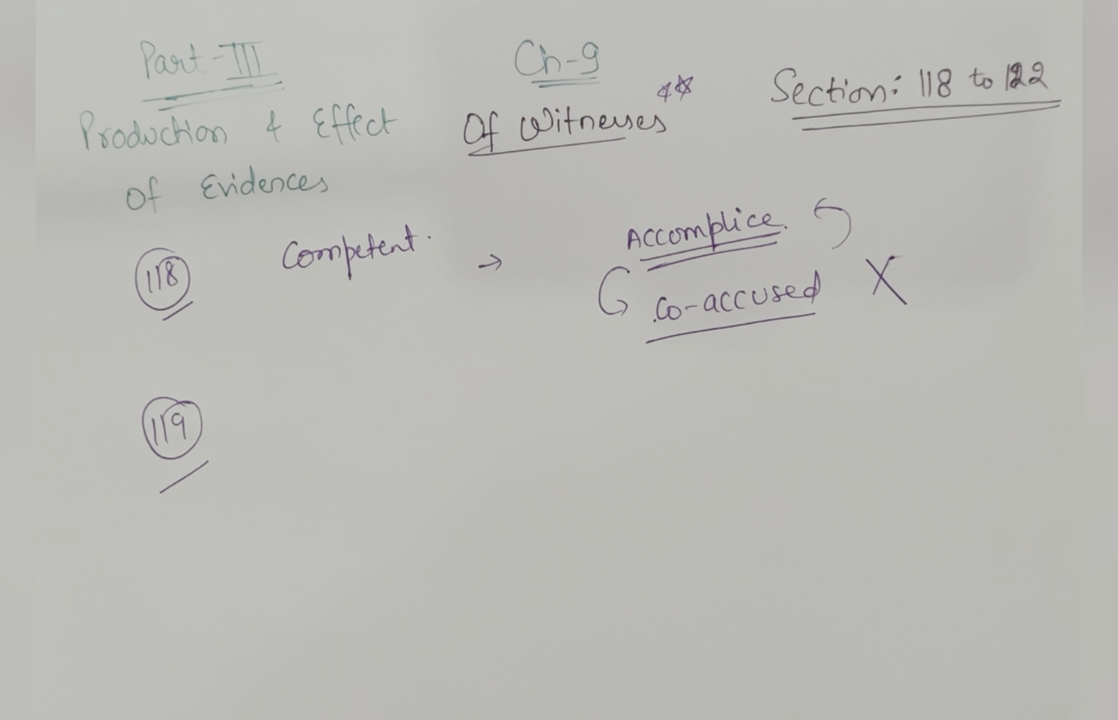 Part-III
Production & Effect
Of Evidences
Ch-9
Of Witnesses
Section: 118 to 122
118 Competent. → Accomplice.
Co-accused X
119